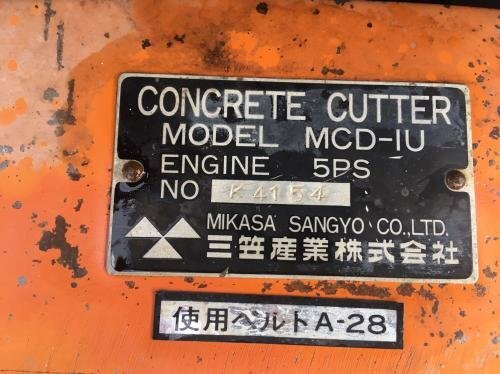 CONCRETE CUTTER
MODEL MCD-IU
ENGINE 5PS
NO K4154
MIKASA SANGYO CO.,LTD.
三笠産業株式会社
使用ベルトA-28